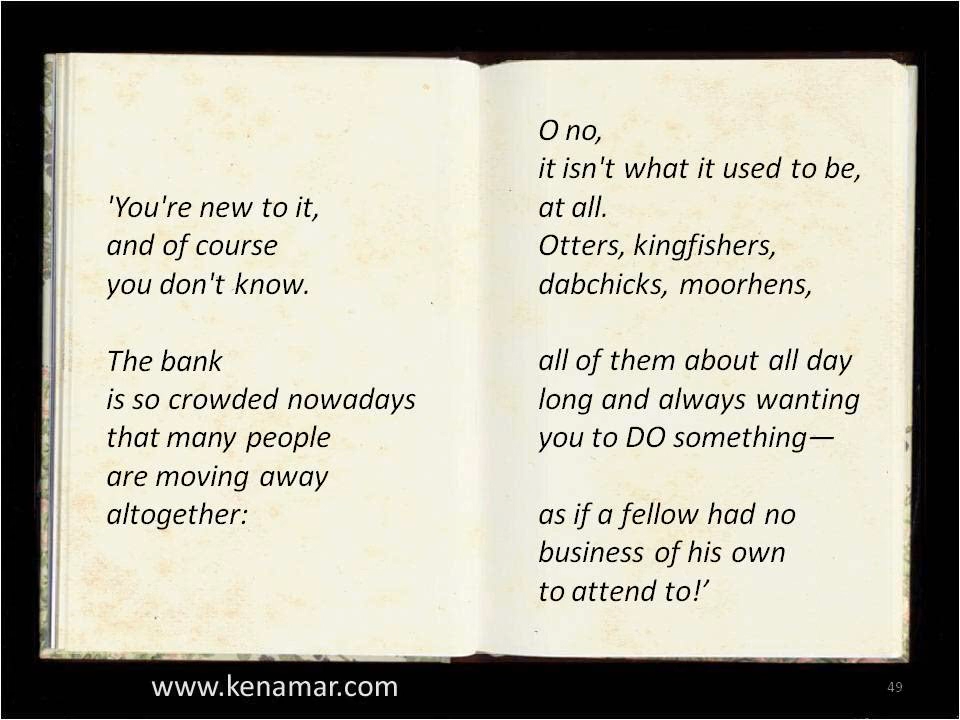 'You're new to it,
and of course
you don't know.
The bank
is so crowded nowadays
that many people
are moving away
altogether:
O no,
it isn't what it used to be,
at all.
Otters, kingfishers,
dabchicks, moorhens,
all of them about all day
long and always wanting
you to DO something—
as if a fellow had no
business of his own
to attend to!’
www.kenamar.com
49